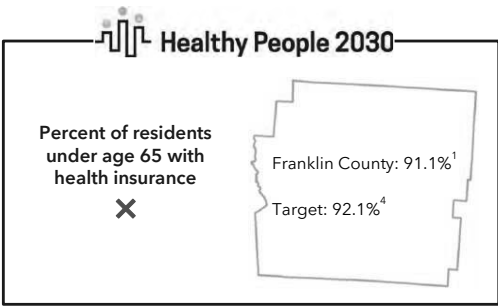 Healthy People 2030
Percent of residents
under age 65 with
health insurance
Franklin County: 91.1%¹
Target: 92.1%⁴